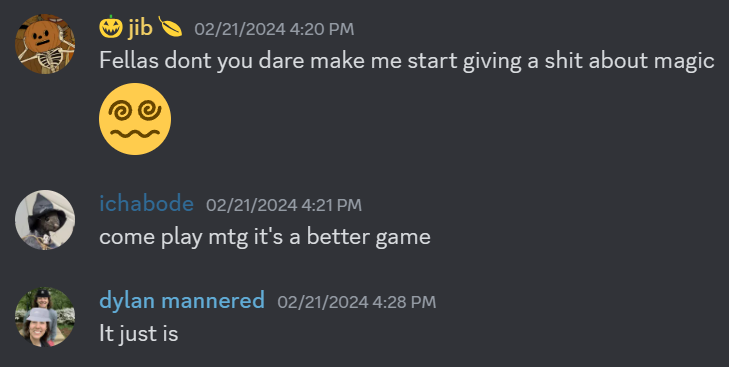 🎃 jib 🍂 02/21/2024 4:20 PM
Fellas dont you dare make me start giving a shit about magic
😵‍💫
ichabode 02/21/2024 4:21 PM
come play mtg it's a better game
dylan mannered 02/21/2024 4:28 PM
It just is